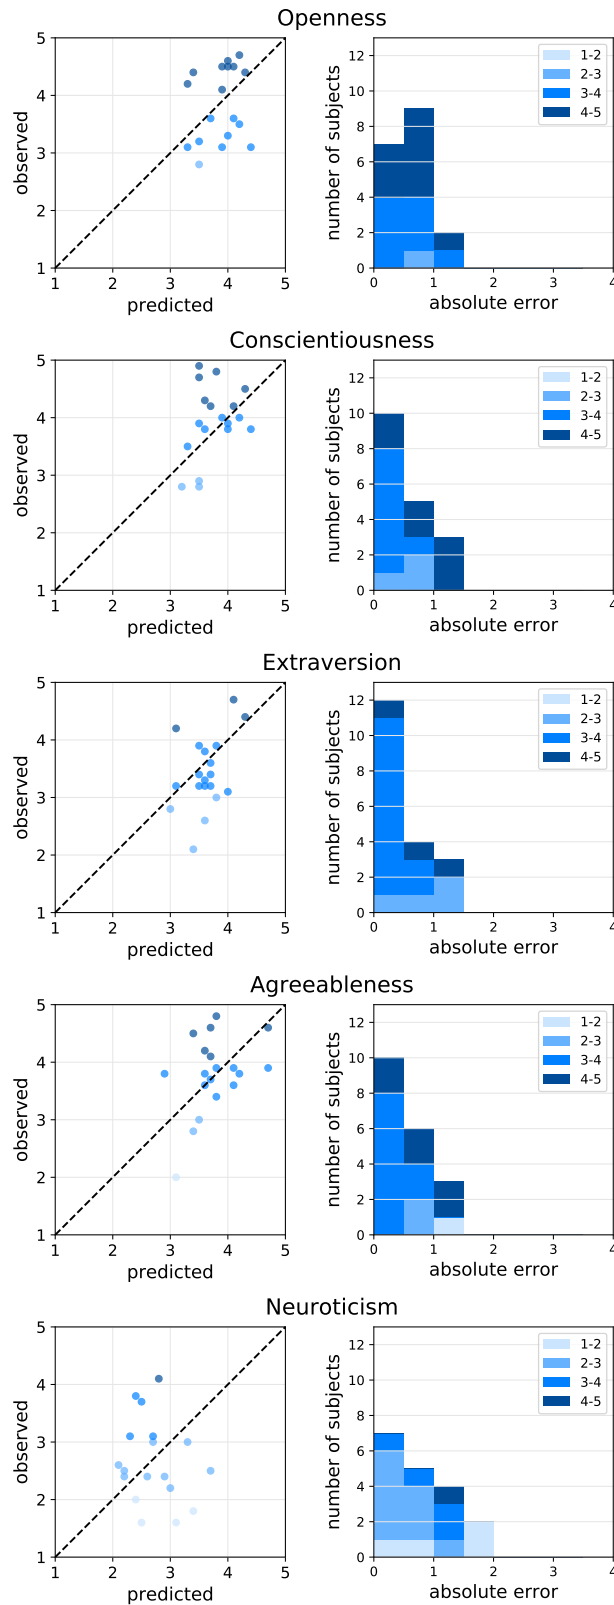 Openness
5
4
3
2
1
observed
1 2 3 4 5
predicted
12
10
8
6
4
2
0
number of subjects
1-2
2-3
3-4
4-5
0 1 2 3 4
absolute error
Conscientiousness
5
4
3
2
1
observed
1 2 3 4 5
predicted
12
10
8
6
4
2
0
number of subjects
1-2
2-3
3-4
4-5
0 1 2 3 4
absolute error
Extraversion
5
4
3
2
1
observed
1 2 3 4 5
predicted
12
10
8
6
4
2
0
number of subjects
1-2
2-3
3-4
4-5
0 1 2 3 4
absolute error
Agreeableness
5
4
3
2
1
observed
1 2 3 4 5
predicted
12
10
8
6
4
2
0
number of subjects
1-2
2-3
3-4
4-5
0 1 2 3 4
absolute error
Neuroticism
5
4
3
2
1
observed
1 2 3 4 5
predicted
12
10
8
6
4
2
0
number of subjects
1-2
2-3
3-4
4-5
0 1 2 3 4
absolute error